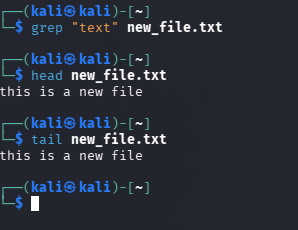 ┌──(kali㉿kali)-[~]
└─$ grep "text" new_file.txt
┌──(kali㉿kali)-[~]
└─$ head new_file.txt
this is a new file
┌──(kali㉿kali)-[~]
└─$ tail new_file.txt
this is a new file
┌──(kali㉿kali)-[~]
└─$